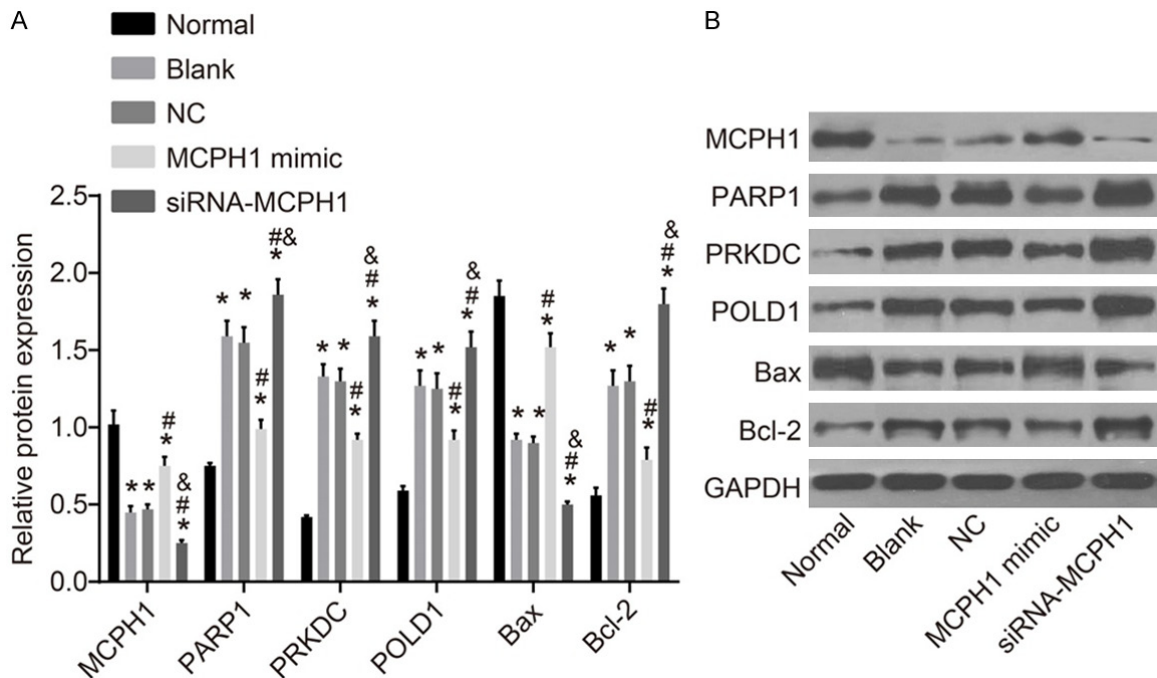 A
Normal
Blank
NC
MCPH1 mimic
siRNA-MCPH1
Relative protein expression
2.5
2.0
1.5
1.0
0.5
0.0
* * # * & # *
* * # * #& *
* * # * & # *
* * # * & # *
* * # * & # *
* * # * & # *
MCPH1
PARP1
PRKDC
POLD1
Bax
Bcl-2
B
MCPH1
PARP1
PRKDC
POLD1
Bax
Bcl-2
GAPDH
Normal
Blank
NC
MCPH1 mimic
siRNA-MCPH1